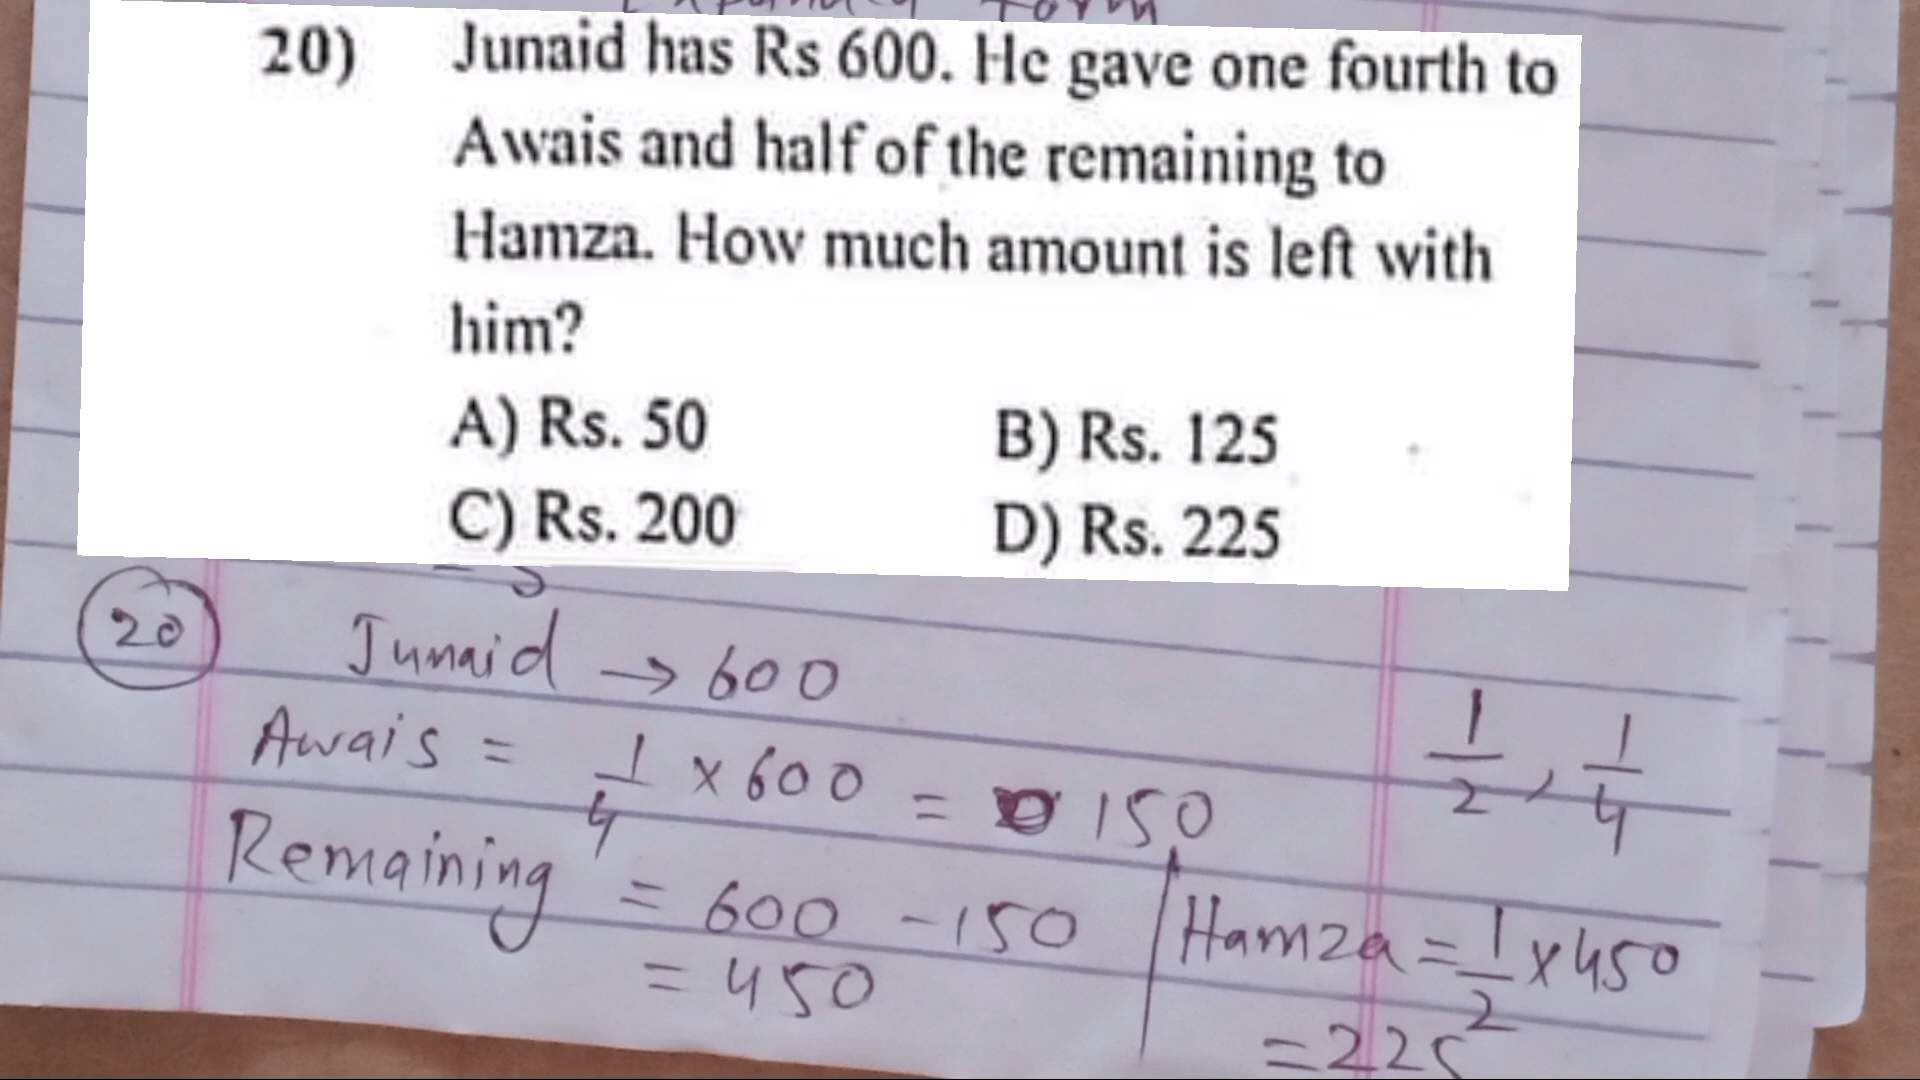 20) Junaid has Rs 600. He gave one fourth to
Awais and half of the remaining to
Hamza. How much amount is left with
him?
A) Rs. 50 B) Rs. 125
C) Rs. 200 D) Rs. 225
20 Junaid → 600
Awais = 1/4 × 600 = 150
1/2, 1/4
Remaining = 600 - 150
= 450
Hamza = 1/2 × 450
= 225